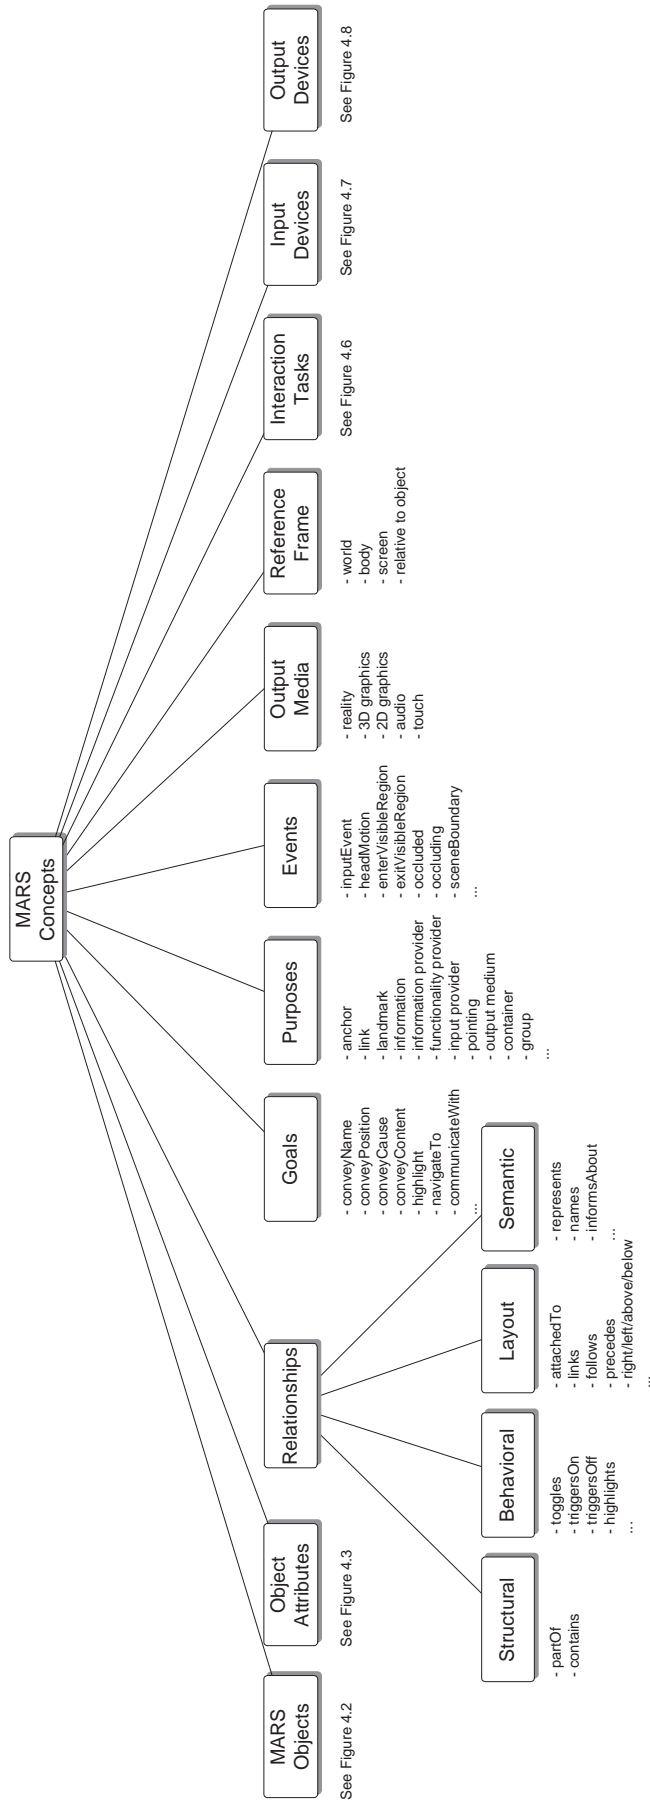 MARS
Concepts
MARS
Objects
See Figure 4.2
Object
Attributes
See Figure 4.3
Relationships
Structural
- partOf
- contains
Behavioral
- toggles
- triggersOn
- triggersOff
- highlights
...
Layout
- attachedTo
- links
- follows
- precedes
- right/left/above/below
...
Semantic
- represents
- names
- informsAbout
...
Goals
- conveyName
- conveyPosition
- conveyCause
- conveyContent
- highlight
- navigateTo
- communicateWith
...
Purposes
- anchor
- link
- landmark
- information
- information provider
- functionality provider
- input provider
- pointing
- output medium
- container
- group
...
Events
- inputEvent
- headMotion
- enterVisibleRegion
- exitVisibleRegion
- occluded
- occluding
- sceneBoundary
...
Output
Media
- reality
- 3D graphics
- 2D graphics
- audio
- touch
Reference
Frame
- world
- body
- screen
- relative to object
Interaction
Tasks
See Figure 4.6
Input
Devices
See Figure 4.7
Output
Devices
See Figure 4.8